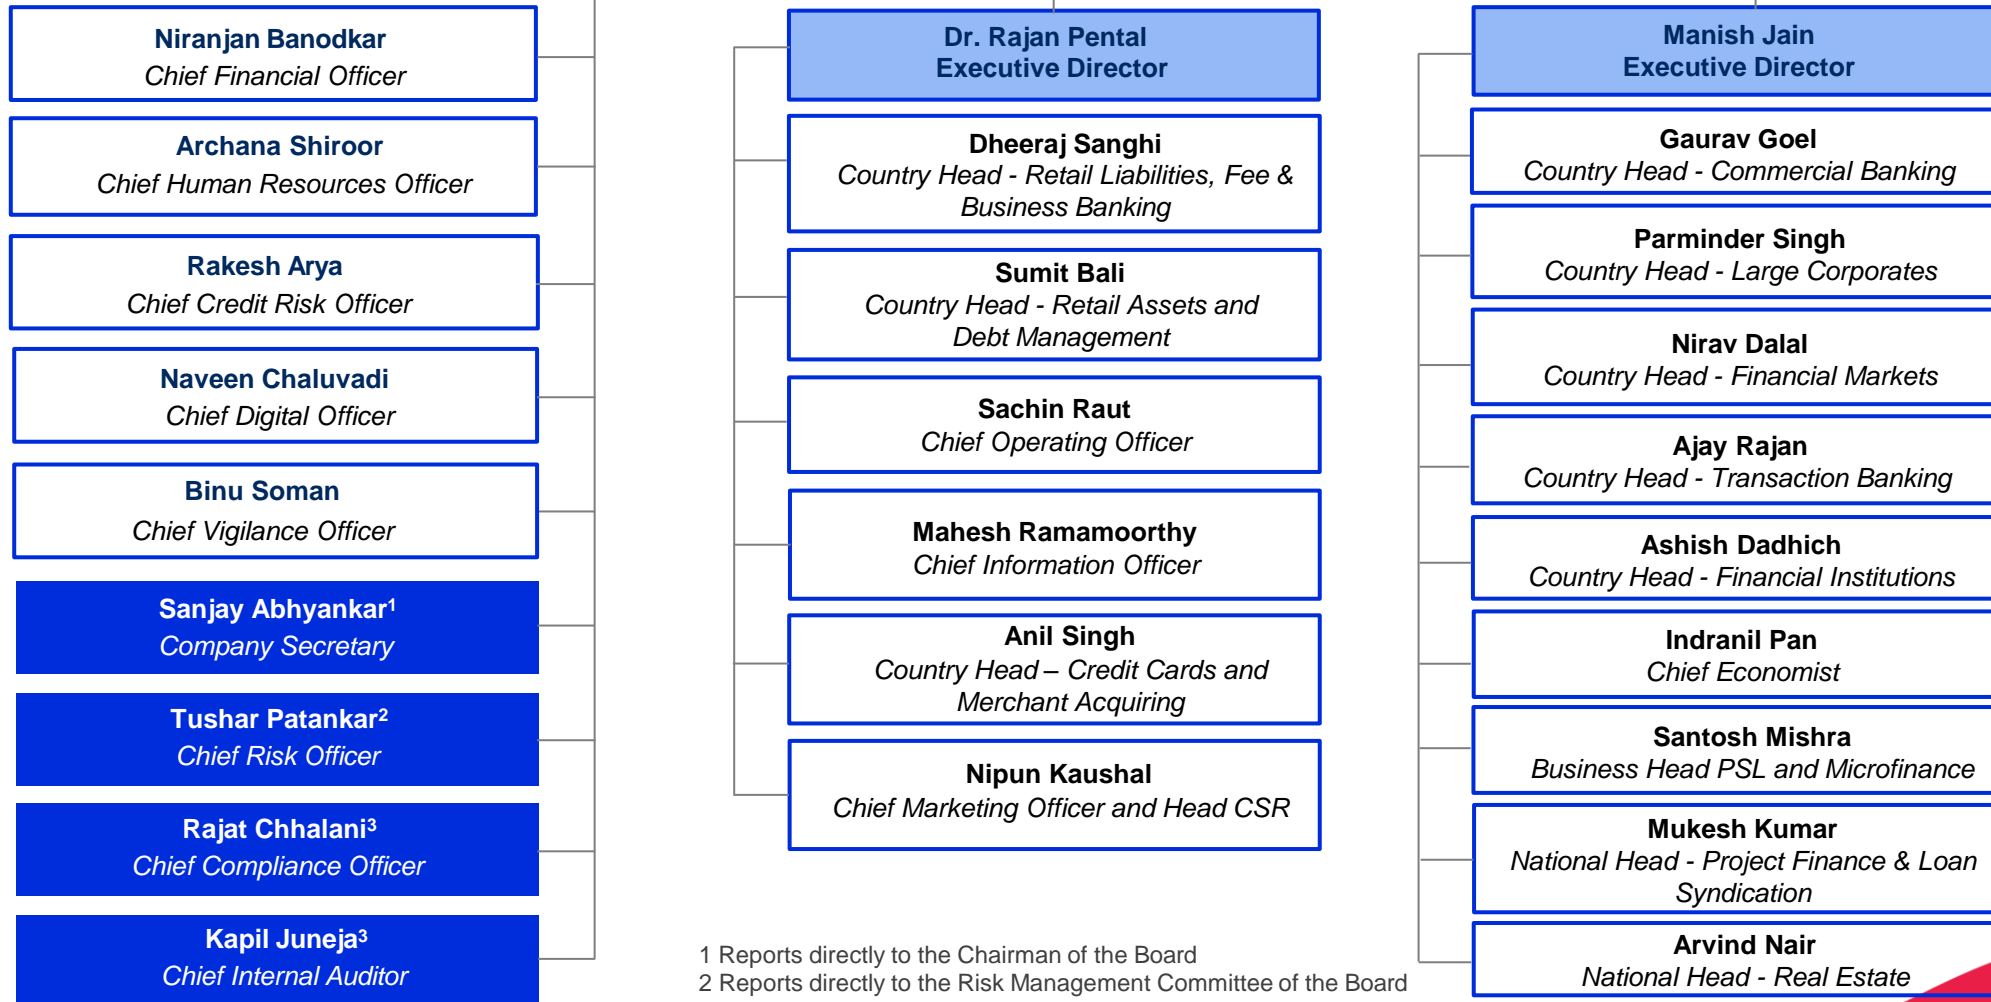 Niranjan Banodkar
Chief Financial Officer
Archana Shiroor
Chief Human Resources Officer
Rakesh Arya
Chief Credit Risk Officer
Naveen Chaluvadi
Chief Digital Officer
Binu Soman
Chief Vigilance Officer
Sanjay Abhyankar¹
Company Secretary
Tushar Patankar²
Chief Risk Officer
Rajat Chhalani³
Chief Compliance Officer
Kapil Juneja³
Chief Internal Auditor
Dr. Rajan Pental
Executive Director
Dheeraj Sanghi
Country Head - Retail Liabilities, Fee &
Business Banking
Sumit Bali
Country Head - Retail Assets and
Debt Management
Sachin Raut
Chief Operating Officer
Mahesh Ramamoorthy
Chief Information Officer
Anil Singh
Country Head – Credit Cards and
Merchant Acquiring
Nipun Kaushal
Chief Marketing Officer and Head CSR
1 Reports directly to the Chairman of the Board
2 Reports directly to the Risk Management Committee of the Board
Manish Jain
Executive Director
Gaurav Goel
Country Head - Commercial Banking
Parminder Singh
Country Head - Large Corporates
Nirav Dalal
Country Head - Financial Markets
Ajay Rajan
Country Head - Transaction Banking
Ashish Dadhich
Country Head - Financial Institutions
Indranil Pan
Chief Economist
Santosh Mishra
Business Head PSL and Microfinance
Mukesh Kumar
National Head - Project Finance & Loan
Syndication
Arvind Nair
National Head - Real Estate